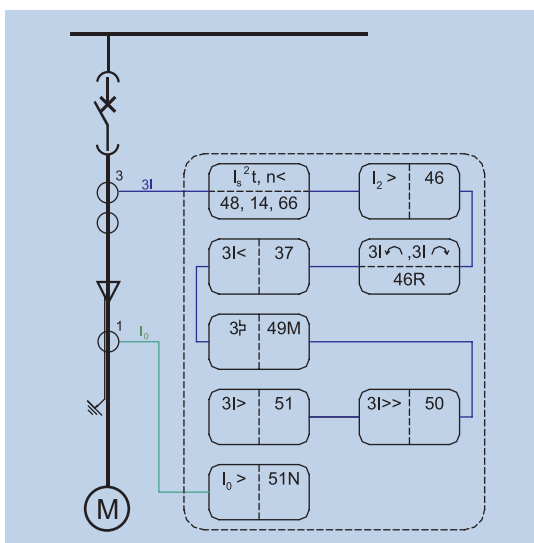 3
3I
I₀
1
M
Iₛ²t, n<
48, 14, 66
I₂ >
46
3I<
37
3I , 3I
46R
3
49M
3I>
51
3I>>
50
I₀ >
51N